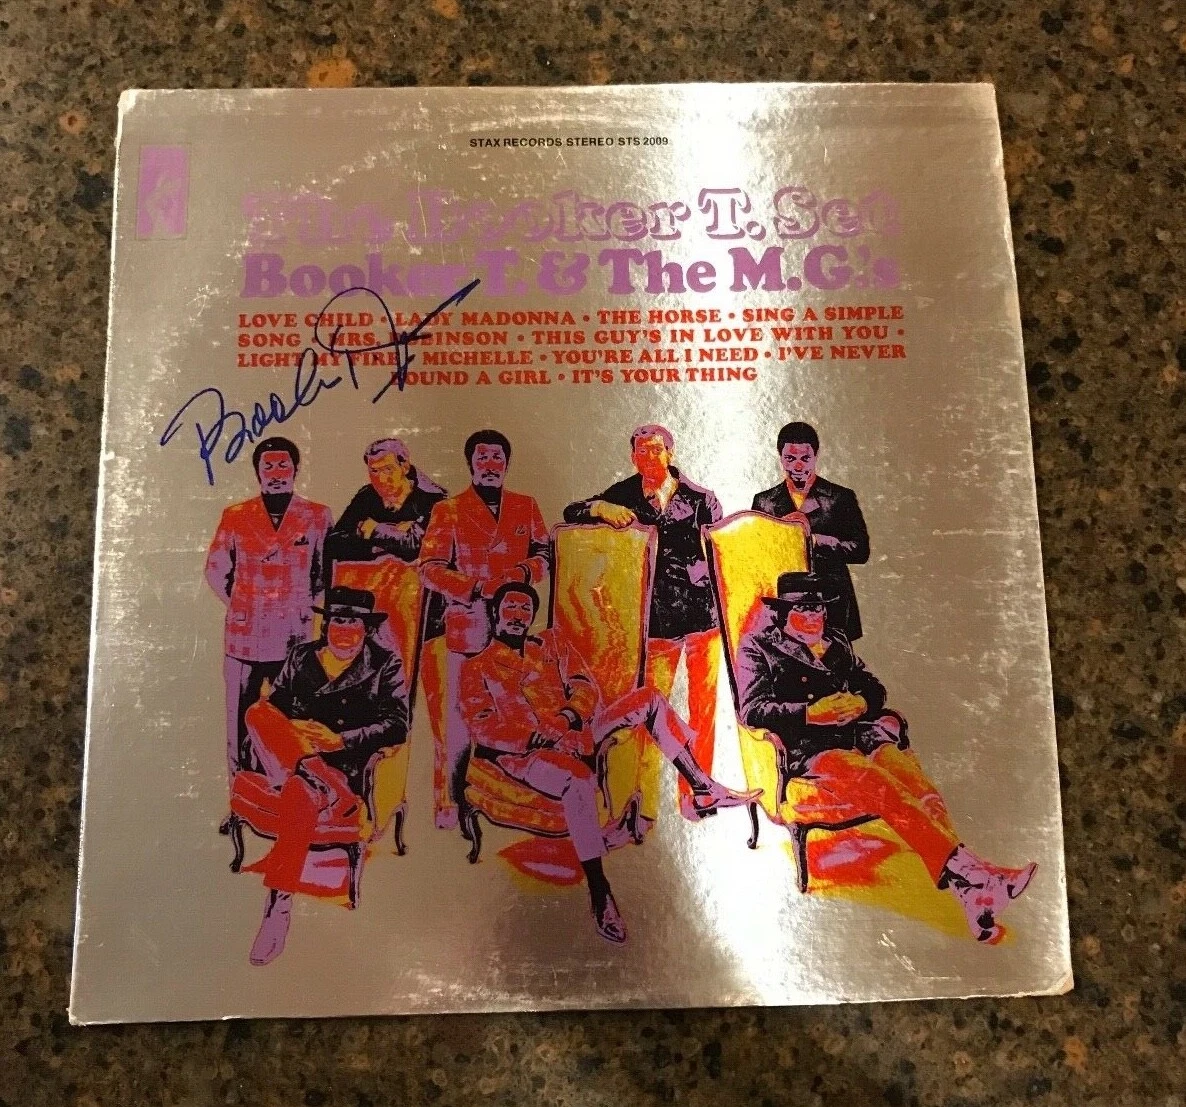 STAX RECORDS STEREO STS 2009
The Booker T. Set
Booker T. & The M.G.'s
LOVE CHILD • LADY MADONNA • THE HORSE • SING A SIMPLE
SONG • MRS. ROBINSON • THIS GUY'S IN LOVE WITH YOU •
LIGHT MY FIRE • MICHELLE • YOU'RE ALL I NEED • I'VE NEVER
FOUND A GIRL • IT'S YOUR THING
Booker T. Jones